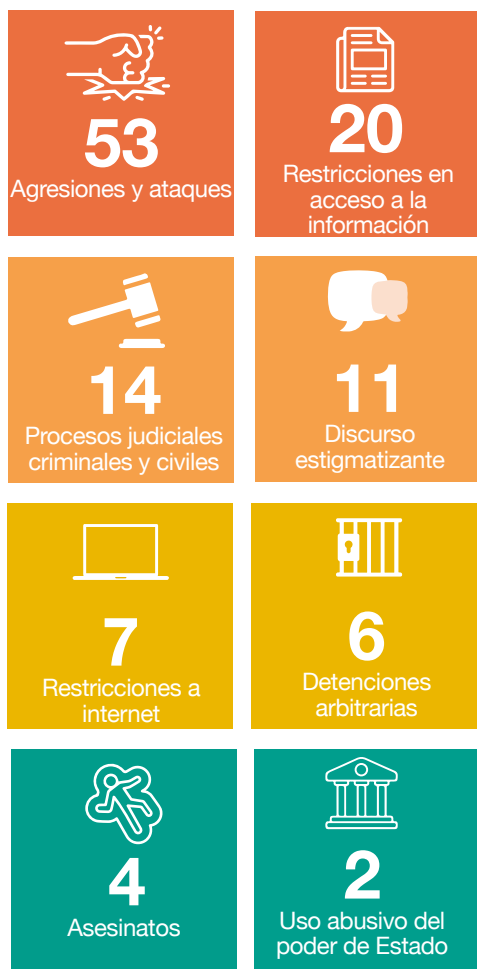 53
Agresiones y ataques
20
Restricciones en
acceso a la
información
14
Procesos judiciales
criminales y civiles
11
Discurso
estigmatizante
7
Restricciones a
internet
6
Detenciones
arbitrarias
4
Asesinatos
2
Uso abusivo del
poder de Estado